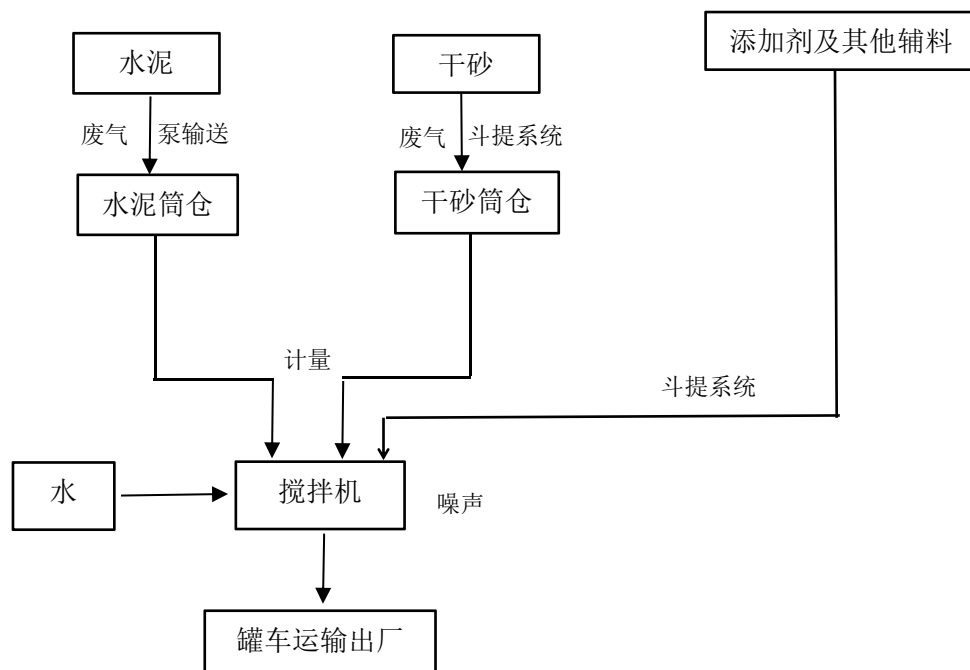 水泥
干砂
添加剂及其他辅料
废气
泵输送
废气
斗提系统
水泥筒仓
干砂筒仓
计量
斗提系统
水
搅拌机
噪声
罐车运输出厂